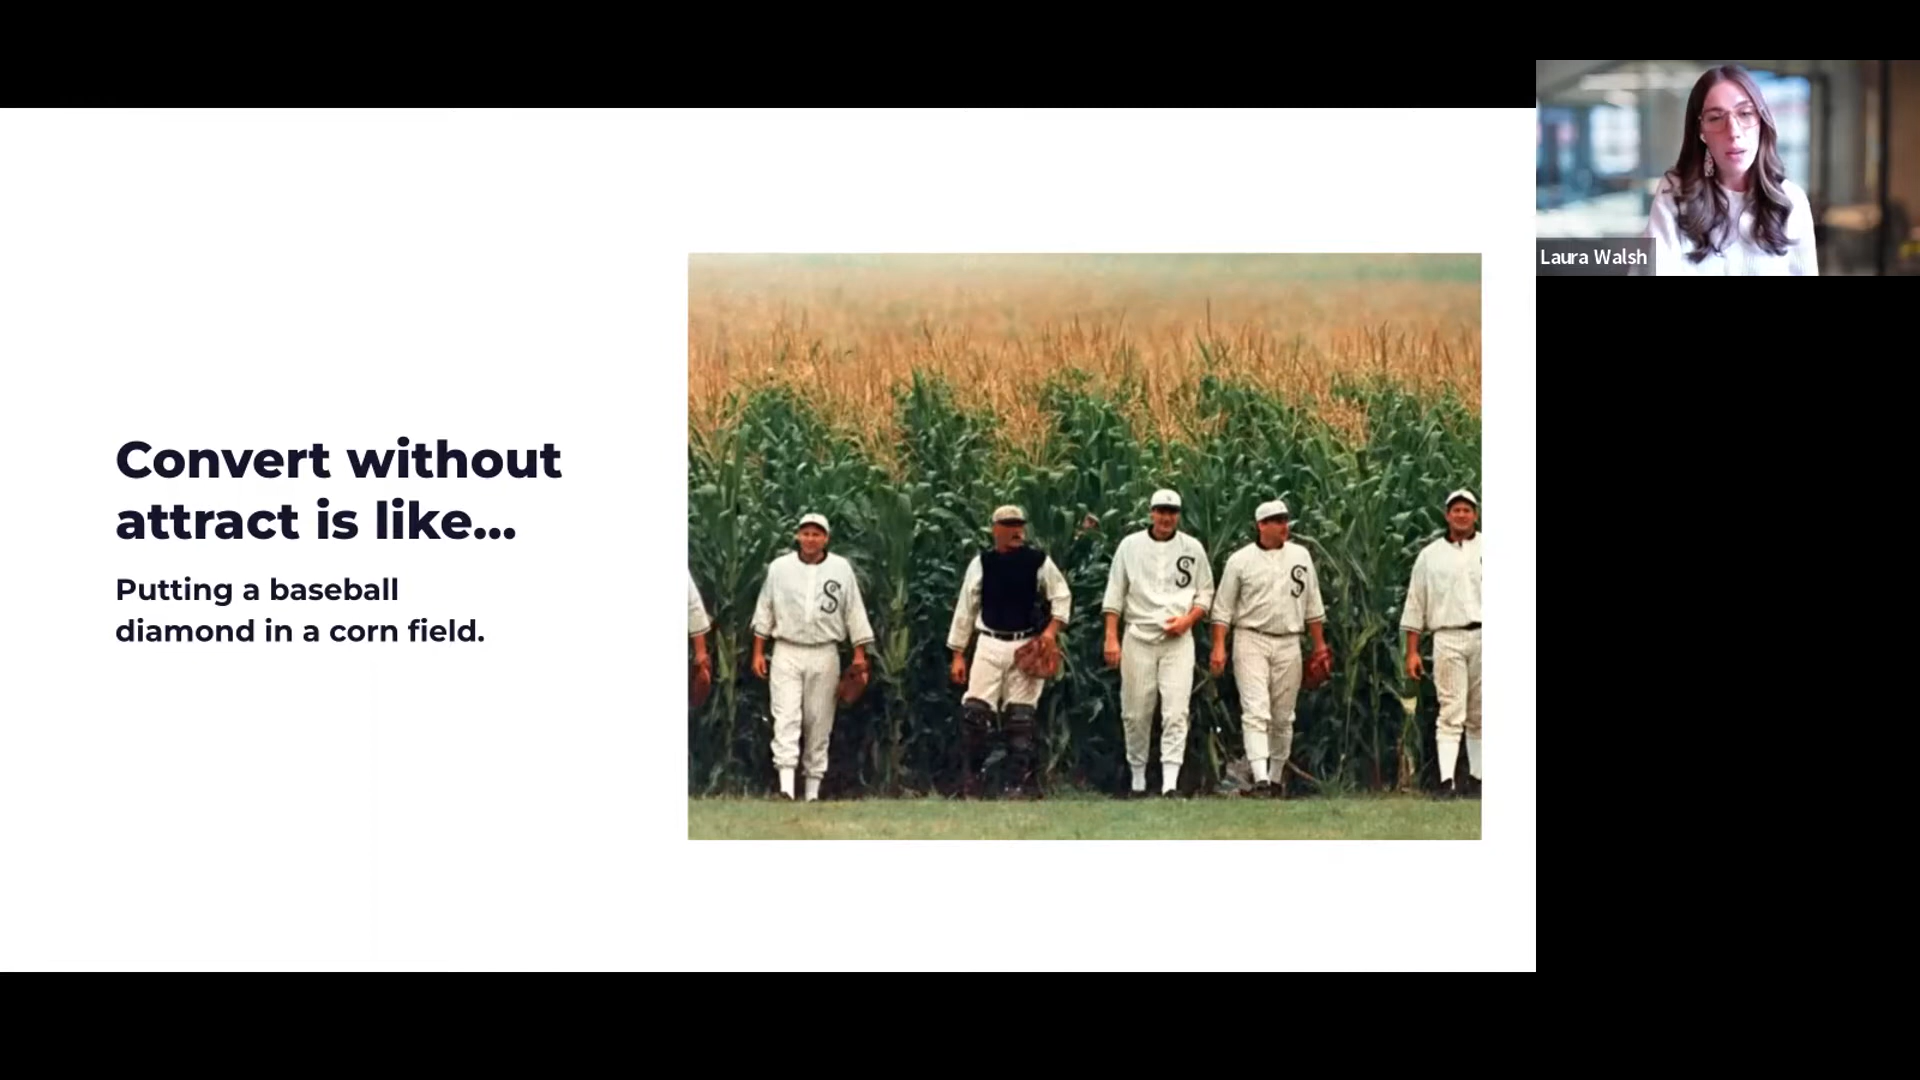 Convert without
attract is like...
Putting a baseball
diamond in a corn field.
S
S
Laura Walsh